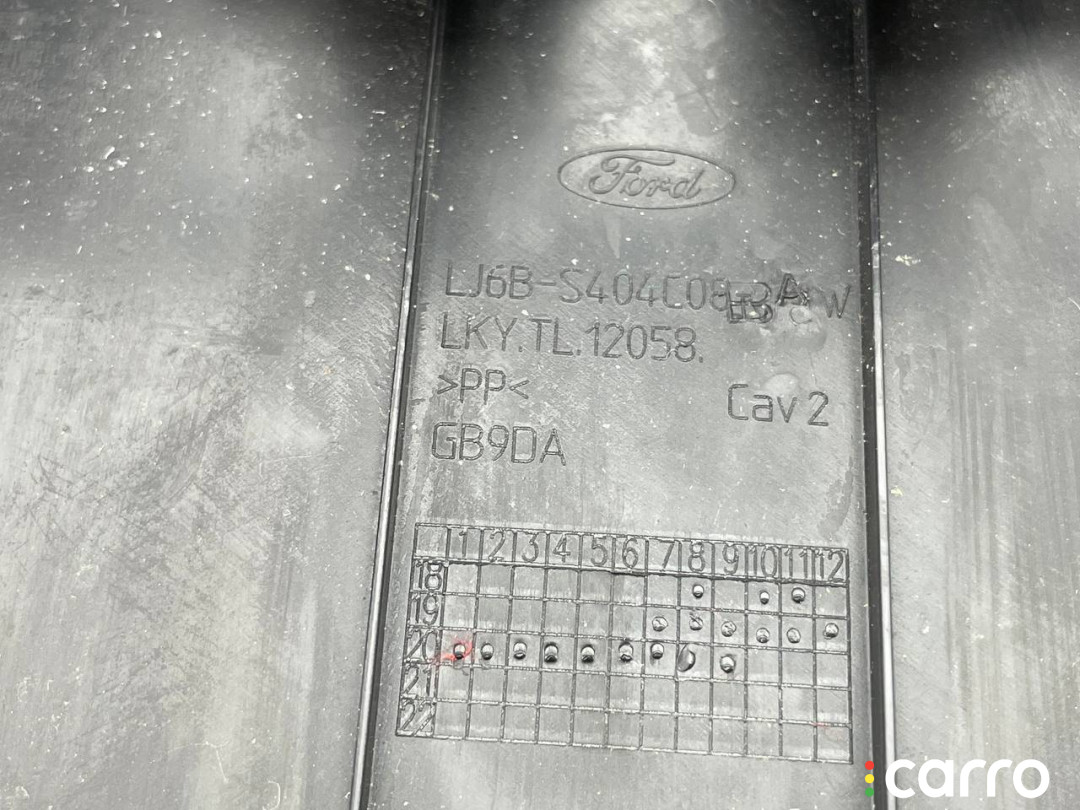 Ford
LJ6B-S404C08-
LKY.TL.12058.
>PP<
Cav 2
GB9DA
1 2 3 4 5 6 7 8 9 10 11 12
18
19
20
21
22
carro